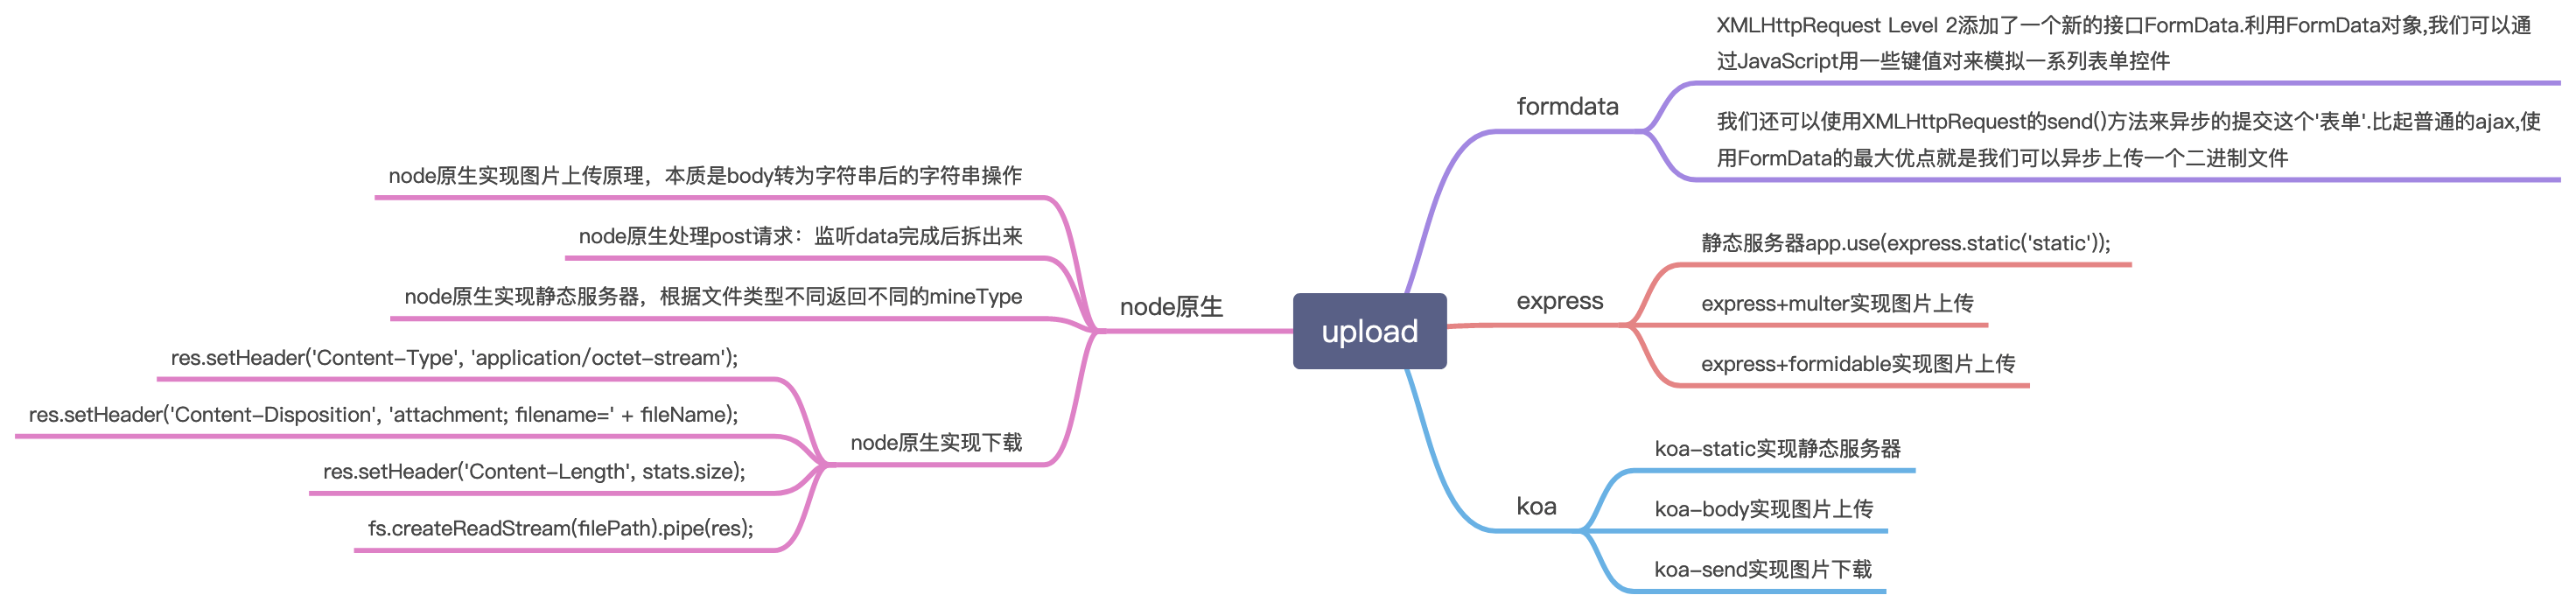 upload
formdata
XMLHttpRequest Level 2添加了一个新的接口FormData.利用FormData对象,我们可以通
过JavaScript用一些键值对来模拟一系列表单控件
我们还可以使用XMLHttpRequest的send()方法来异步的提交这个'表单'.比起普通的ajax,使
用FormData的最大优点就是我们可以异步上传一个二进制文件
express
静态服务器app.use(express.static('static'));
express+multer实现图片上传
express+formidable实现图片上传
koa
koa-static实现静态服务器
koa-body实现图片上传
koa-send实现图片下载
node原生
node原生实现图片上传原理，本质是body转为字符串后的字符串操作
node原生处理post请求：监听data完成后拆出来
node原生实现静态服务器，根据文件类型不同返回不同的mineType
node原生实现下载
res.setHeader('Content-Type', 'application/octet-stream');
res.setHeader('Content-Disposition', 'attachment; filename=' + fileName);
res.setHeader('Content-Length', stats.size);
fs.createReadStream(filePath).pipe(res);